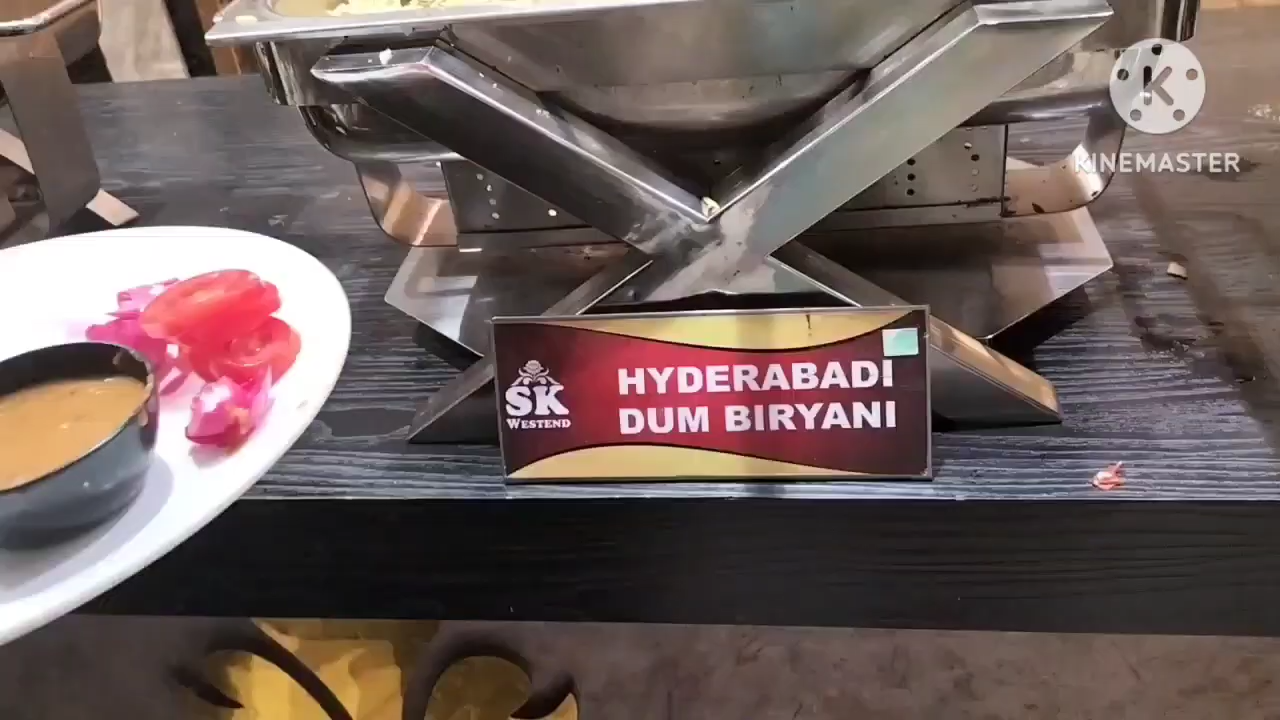 K
KINEMASTER
SK
WESTEND
HYDERABADI
DUM BIRYANI